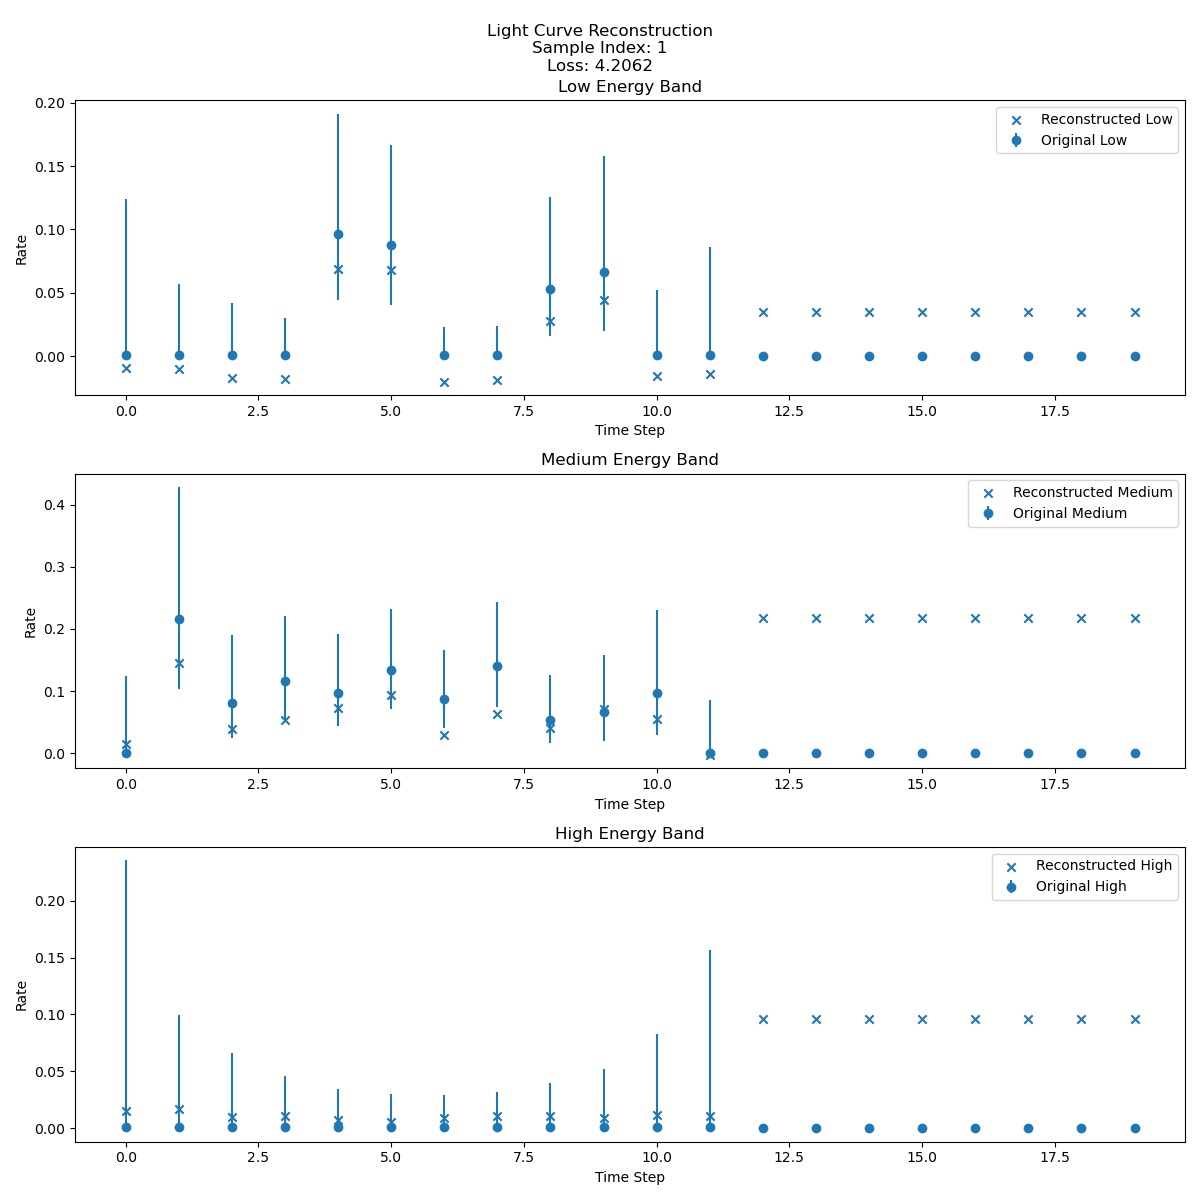 Light Curve Reconstruction
Sample Index: 1
Loss: 4.2062
Low Energy Band
0.20
0.15
0.10
0.05
0.00
Rate
Reconstructed Low
Original Low
0.0 2.5 5.0 7.5 10.0 12.5 15.0 17.5
Time Step
Medium Energy Band
0.4
0.3
0.2
0.1
0.0
Rate
Reconstructed Medium
Original Medium
0.0 2.5 5.0 7.5 10.0 12.5 15.0 17.5
Time Step
High Energy Band
0.20
0.15
0.10
0.05
0.00
Rate
Reconstructed High
Original High
0.0 2.5 5.0 7.5 10.0 12.5 15.0 17.5
Time Step